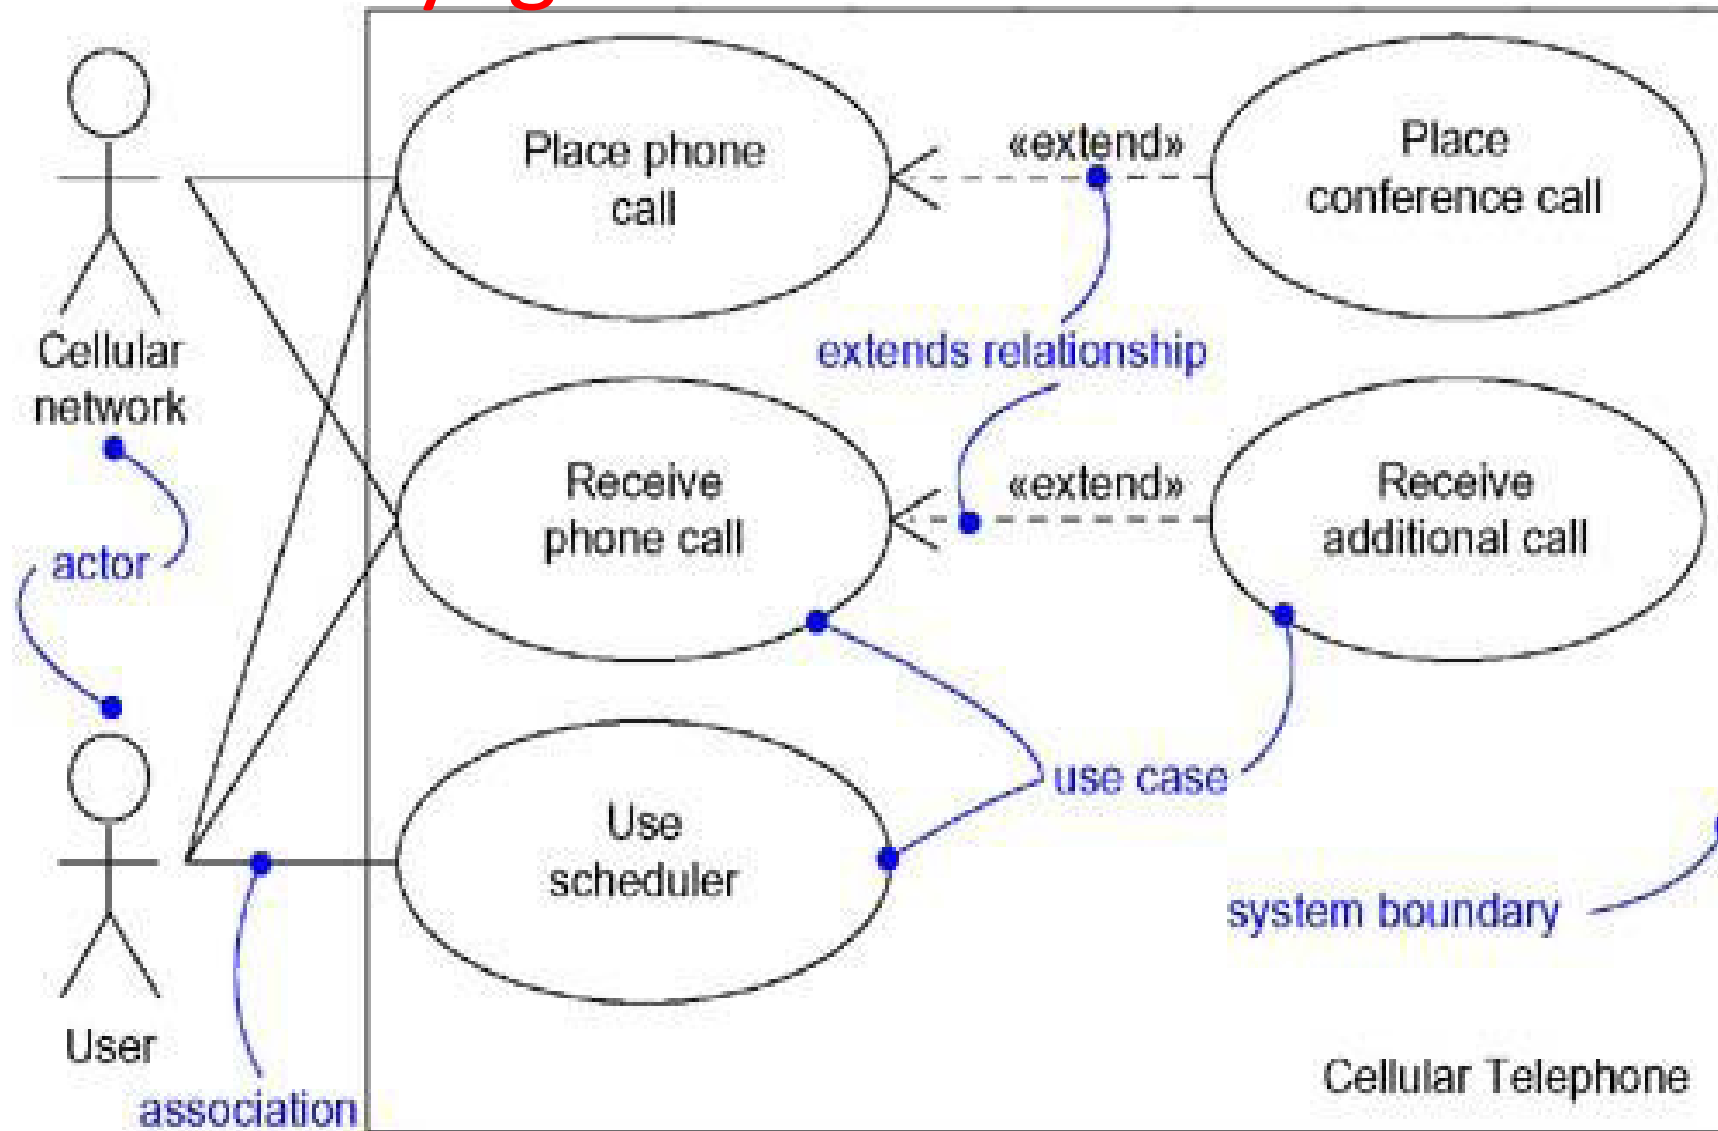 Place phone
call
«extend»
Place
conference call
Cellular
network
extends relationship
Receive
phone call
«extend»
Receive
additional call
actor
use case
Use
scheduler
system boundary
User
association
Cellular Telephone